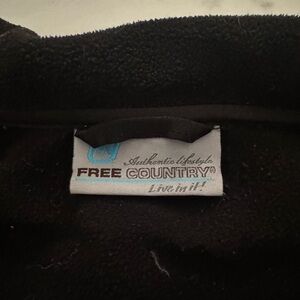 Authentic lifestyle
FREE COUNTRY®
Live in it!